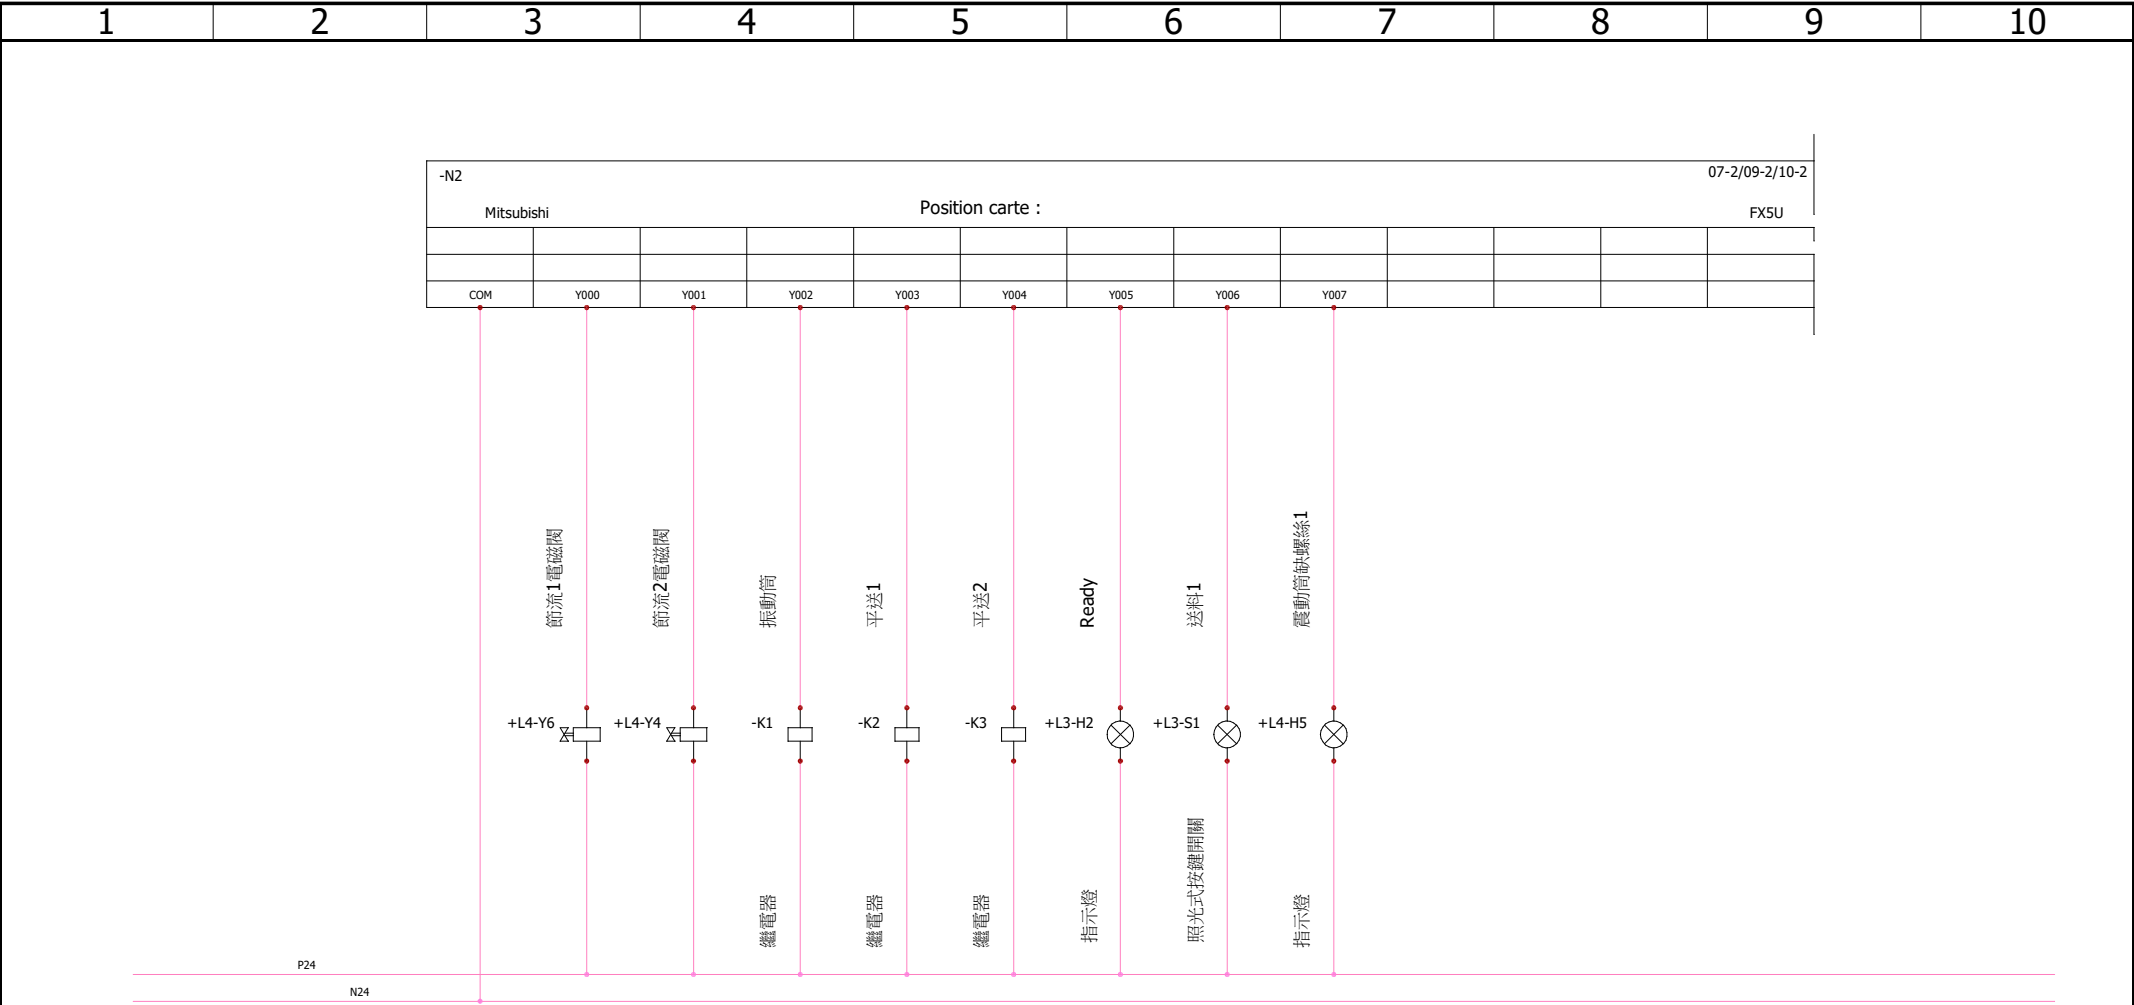 1 2 3 4 5 6 7 8 9 10
-N2 07-2/09-2/10-2
Mitsubishi Position carte : FX5U
COM Y000 Y001 Y002 Y003 Y004 Y005 Y006 Y007
節流1電磁閥
節流2電磁閥
振動筒
平送1
平送2
Ready
送料1
震動筒缺螺絲1
+L4-Y6 +L4-Y4 -K1 -K2 -K3 +L3-H2 +L3-S1 +L4-H5
繼電器
繼電器
繼電器
指示燈
照光式按鍵開關
指示燈
P24
N24